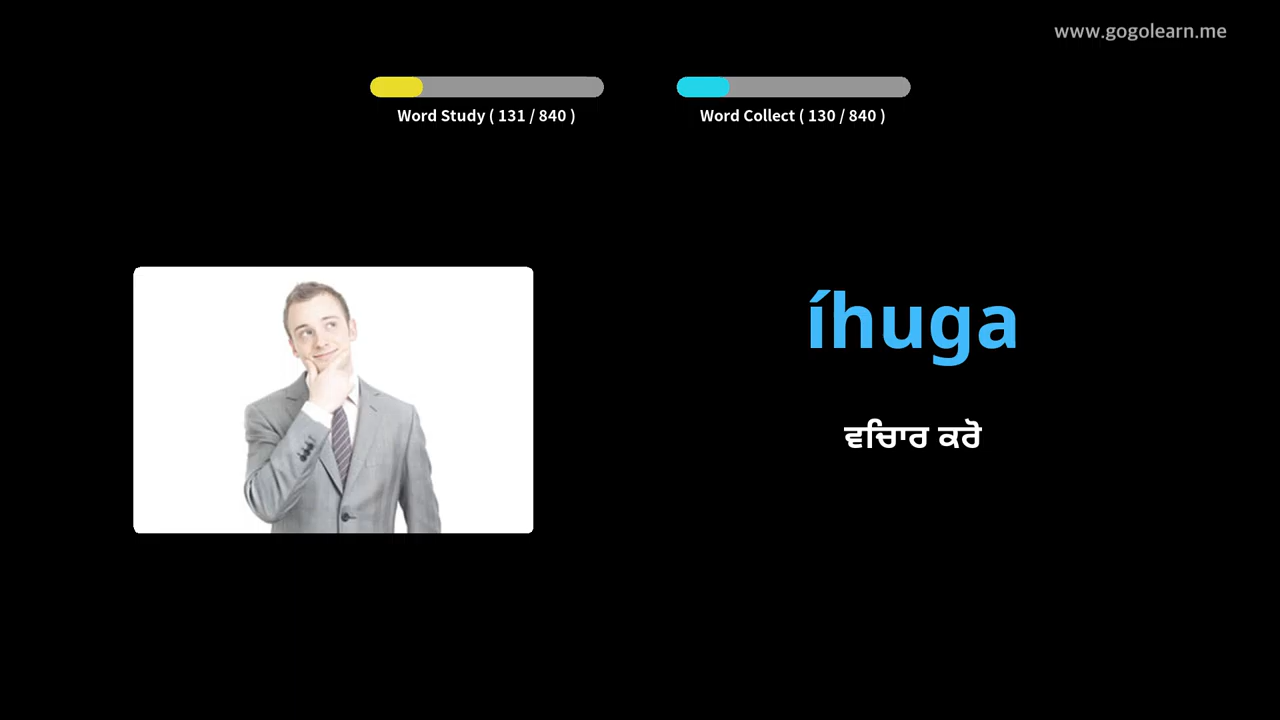 www.gogolearn.me
Word Study ( 131 / 840 )
Word Collect ( 130 / 840 )
íhuga
ਵਿਚਾਰ ਕਰੋ